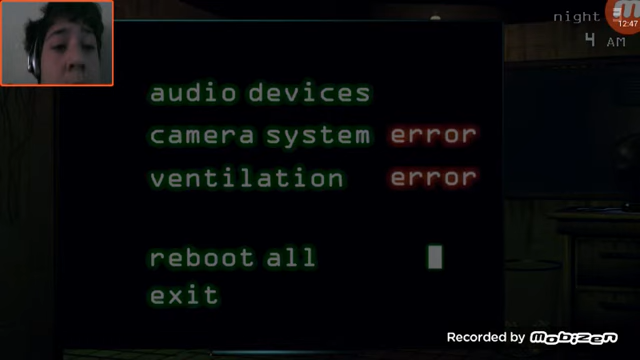 night
12:47
4 AM
audio devices
camera system error
ventilation error
reboot all
exit
Recorded by mobizen